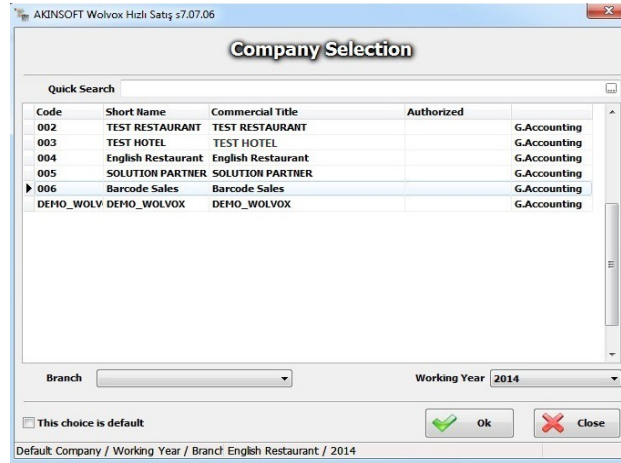 AKINSOFT Wolvox Hızlı Satış s7.07.06
Company Selection
Quick Search
Code Short Name Commercial Title Authorized
002 TEST RESTAURANT TEST RESTAURANT G.Accounting
003 TEST HOTEL TEST HOTEL G.Accounting
004 English Restaurant English Restaurant G.Accounting
005 SOLUTION PARTNER SOLUTION PARTNER G.Accounting
006 Barcode Sales Barcode Sales G.Accounting
DEMO_WOLV DEMO_WOLVOX DEMO_WOLVOX G.Accounting
Branch Working Year 2014
This choice is default Ok Close
Default Company / Working Year / Branch English Restaurant / 2014